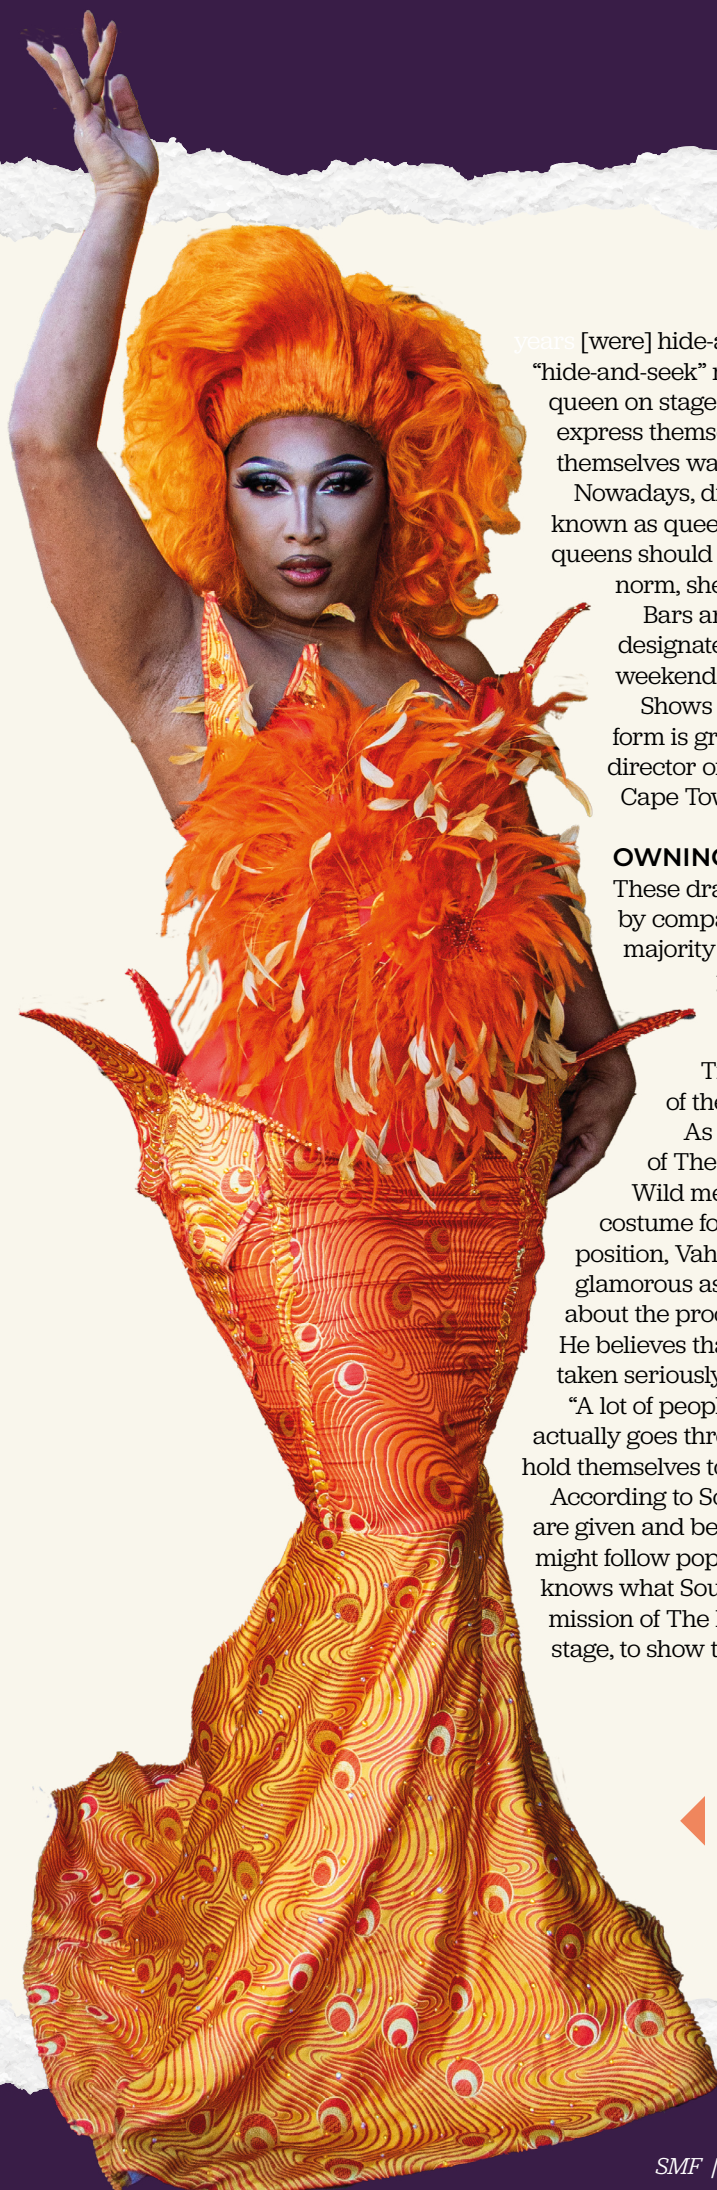 years [were] hide-a
“hide-and-seek”
queen on stage
express thems
themselves wa
Nowadays, d
known as quee
queens should
norm, she
Bars ar
designate
weekend
Shows
form is gr
director o
Cape Tow
OWNING
These dra
by compa
majority
T
of the
As
of The
Wild me
costume fo
position, Vah
glamorous as
about the pro
He believes tha
taken seriously
“A lot of peopl
actually goes thr
hold themselves to
According to So
are given and be
might follow pop
knows what Sou
mission of The
stage, to show t
SMF |